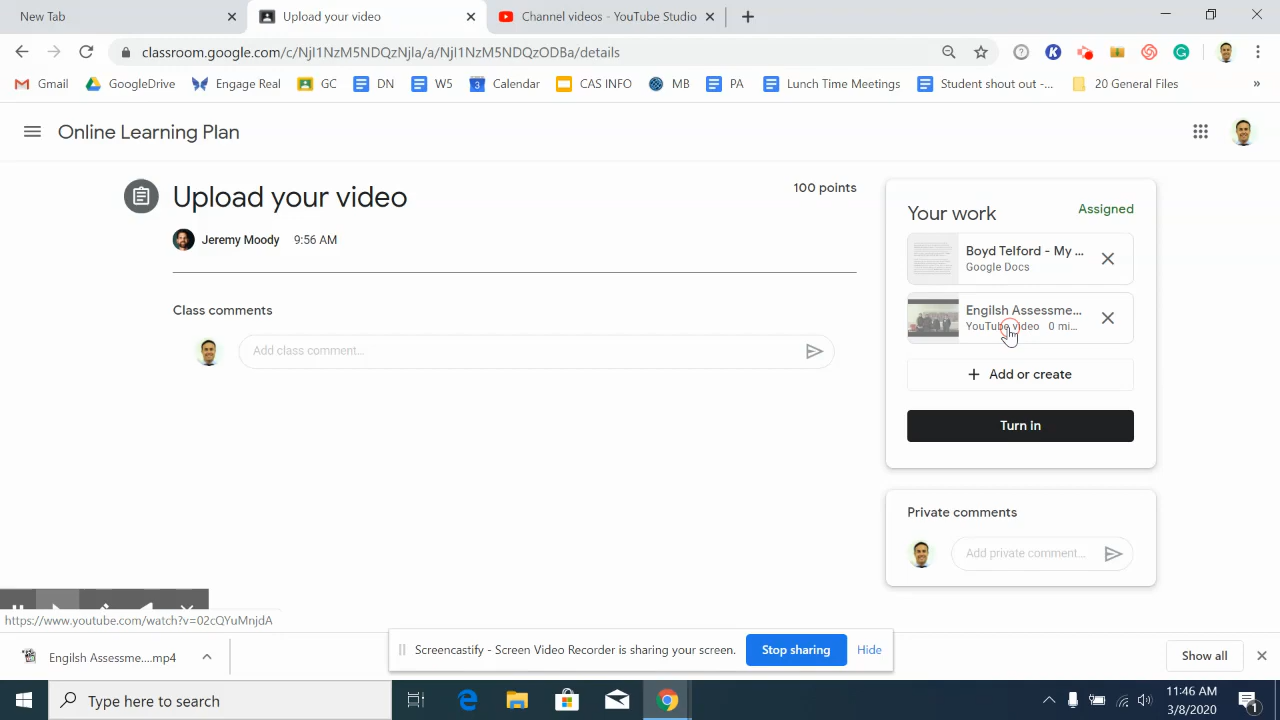 New Tab
Upload your video
Channel videos - YouTube Studio
classroom.google.com/c/NjI1NzM5NDQzNjla/a/NjI1NzM5NDQzODBa/details
Gmail
GoogleDrive
Engage Real
GC
DN
W5
3
Calendar
CAS INFO
MB
PA
Lunch Time Meetings
Student shout out -...
20 General Files
»
Online Learning Plan
Upload your video
100 points
Jeremy Moody 9:56 AM
Class comments
Add class comment...
Your work
Assigned
Boyd Telford - My ...
Google Docs
Engilsh Assessme...
YouTube video 0 mi...
+ Add or create
Turn in
Private comments
Add private comment...
https://www.youtube.com/watch?v=02cQYuMnjdA
Engilsh Assessme....mp4
Screencastify - Screen Video Recorder is sharing your screen.
Stop sharing
Hide
Show all
Type here to search
11:46 AM
3/8/2020
1